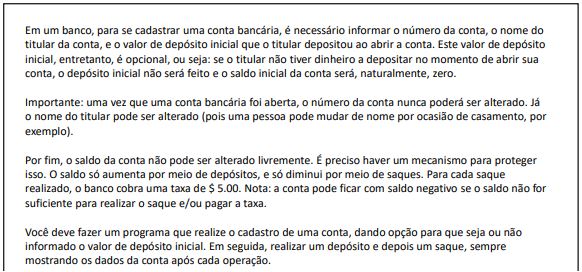 Em um banco, para se cadastrar uma conta bancária, é necessário informar o número da conta, o nome do
titular da conta, e o valor de depósito inicial que o titular depositou ao abrir a conta. Este valor de depósito
inicial, entretanto, é opcional, ou seja: se o titular não tiver dinheiro a depositar no momento de abrir sua
conta, o depósito inicial não será feito e o saldo inicial da conta será, naturalmente, zero.
Importante: uma vez que uma conta bancária foi aberta, o número da conta nunca poderá ser alterado. Já
o nome do titular pode ser alterado (pois uma pessoa pode mudar de nome por ocasião de casamento, por
exemplo).
Por fim, o saldo da conta não pode ser alterado livremente. É preciso haver um mecanismo para proteger
isso. O saldo só aumenta por meio de depósitos, e só diminui por meio de saques. Para cada saque
realizado, o banco cobra uma taxa de $ 5.00. Nota: a conta pode ficar com saldo negativo se o saldo não for
suficiente para realizar o saque e/ou pagar a taxa.
Você deve fazer um programa que realize o cadastro de uma conta, dando opção para que seja ou não
informado o valor de depósito inicial. Em seguida, realizar um depósito e depois um saque, sempre
mostrando os dados da conta após cada operação.